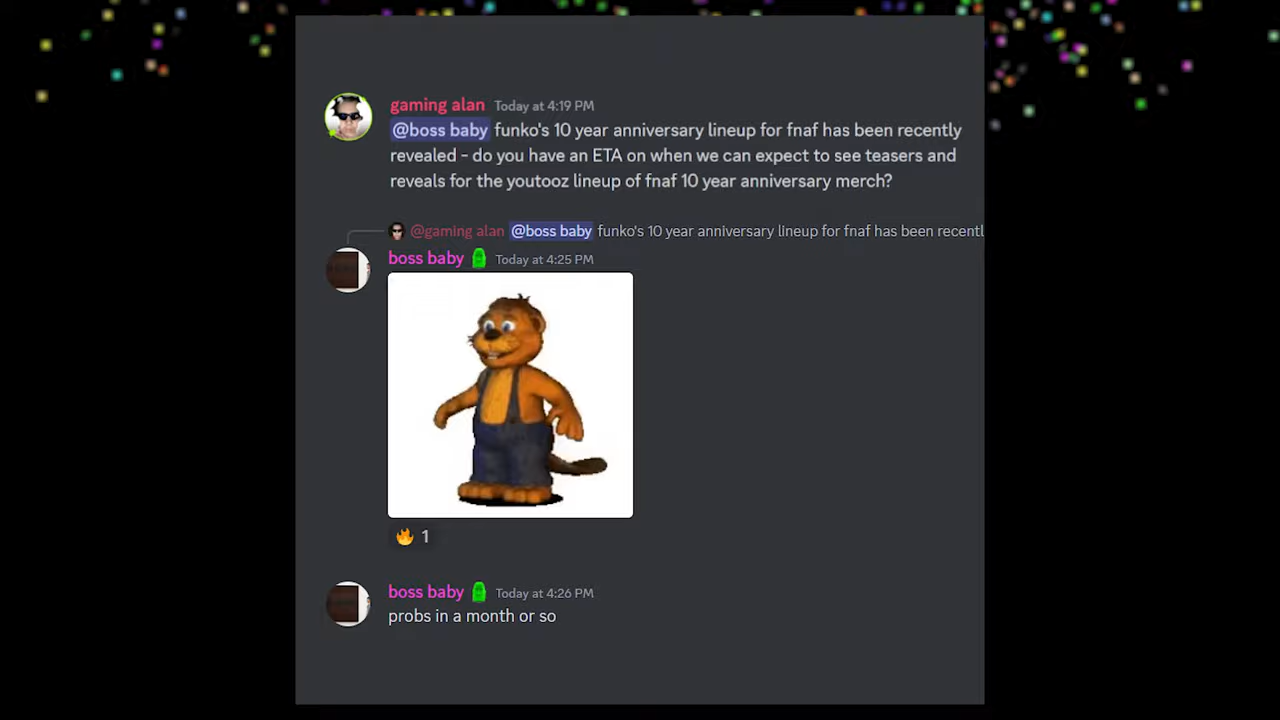 gaming alan Today at 4:19 PM
@boss baby funko's 10 year anniversary lineup for fnaf has been recently
revealed - do you have an ETA on when we can expect to see teasers and
reveals for the youtooz lineup of fnaf 10 year anniversary merch?
@gaming alan @boss baby funko's 10 year anniversary lineup for fnaf has been recentl
boss baby Today at 4:25 PM
🔥 1
boss baby Today at 4:26 PM
probs in a month or so